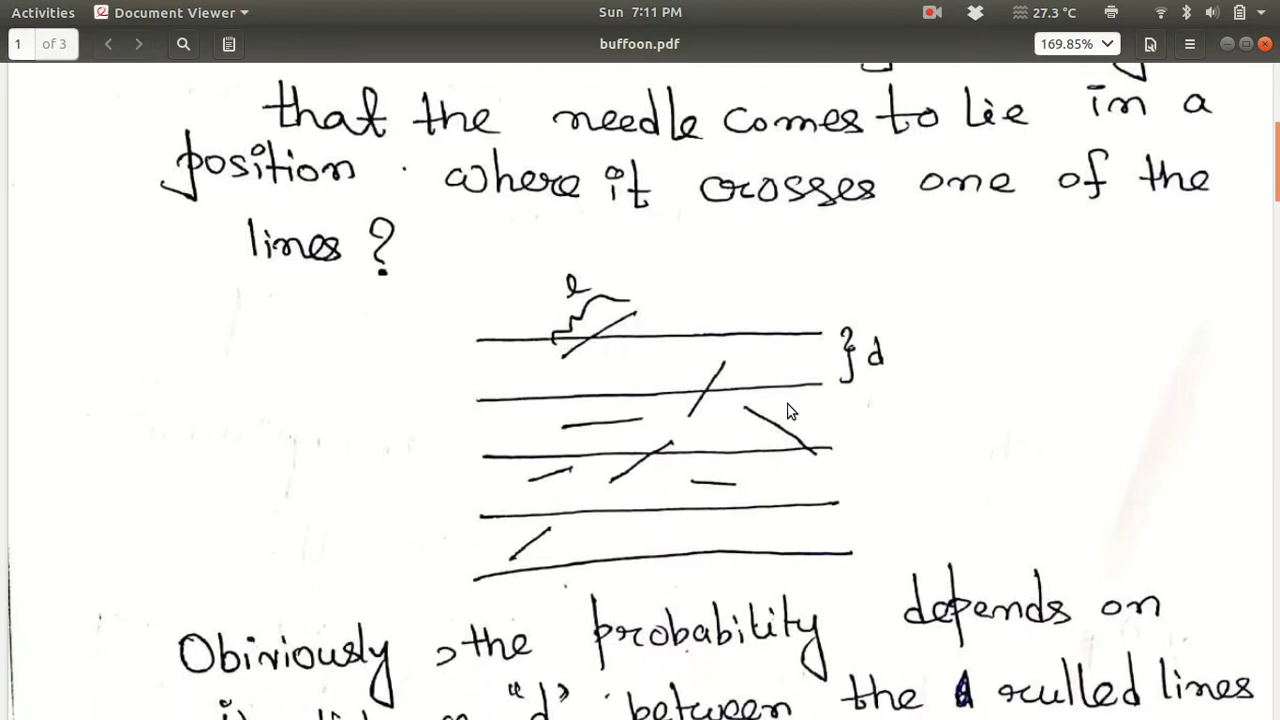 Activities Document Viewer Sun 7:11 PM 27.3 °C
1 of 3 buffoon.pdf 169.85%
that the needle comes to lie in a
position where it crosses one of the
lines ?
l
} d
Obiviously , the probability depends on
"d" between the rulled lines